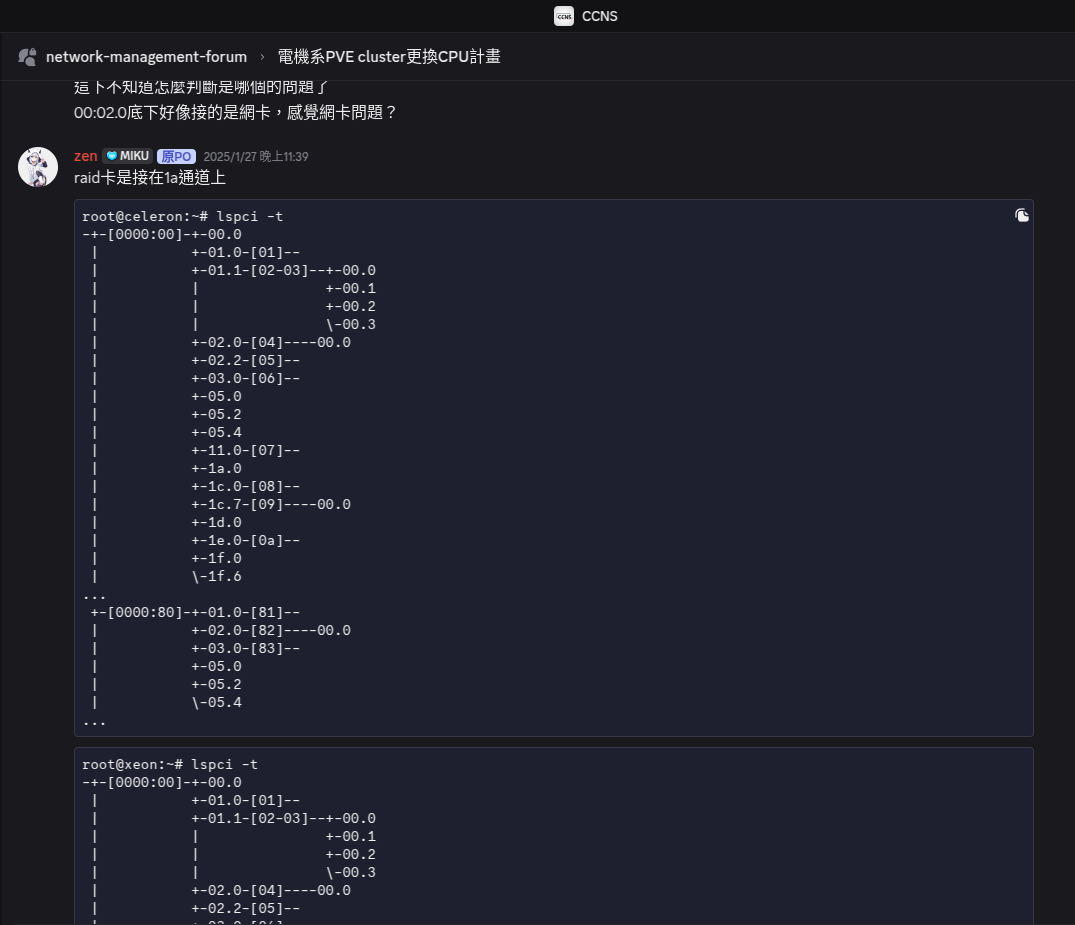 CCNS
network-management-forum › 電機系PVE cluster更換CPU計畫
這下不知道怎麼判斷是哪個的問題了
00:02.0底下好像接的是網卡，感覺網卡問題？
zen MIKU 原PO 2025/1/27 晚上11:39
raid卡是接在1a通道上
root@celeron:~# lspci -t
-+-[0000:00]-+-00.0
 |           +-01.0-[01]--
 |           +-01.1-[02-03]--+-00.0
 |           |               +-00.1
 |           |               +-00.2
 |           |               \-00.3
 |           +-02.0-[04]----00.0
 |           +-02.2-[05]--
 |           +-03.0-[06]--
 |           +-05.0
 |           +-05.2
 |           +-05.4
 |           +-11.0-[07]--
 |           +-1a.0
 |           +-1c.0-[08]--
 |           +-1c.7-[09]----00.0
 |           +-1d.0
 |           +-1e.0-[0a]--
 |           +-1f.0
 |           \-1f.6
...
 +-[0000:80]-+-01.0-[81]--
 |           +-02.0-[82]----00.0
 |           +-03.0-[83]--
 |           +-05.0
 |           +-05.2
 |           \-05.4
...
root@xeon:~# lspci -t
-+-[0000:00]-+-00.0
 |           +-01.0-[01]--
 |           +-01.1-[02-03]--+-00.0
 |           |               +-00.1
 |           |               +-00.2
 |           |               \-00.3
 |           +-02.0-[04]----00.0
 |           +-02.2-[05]--